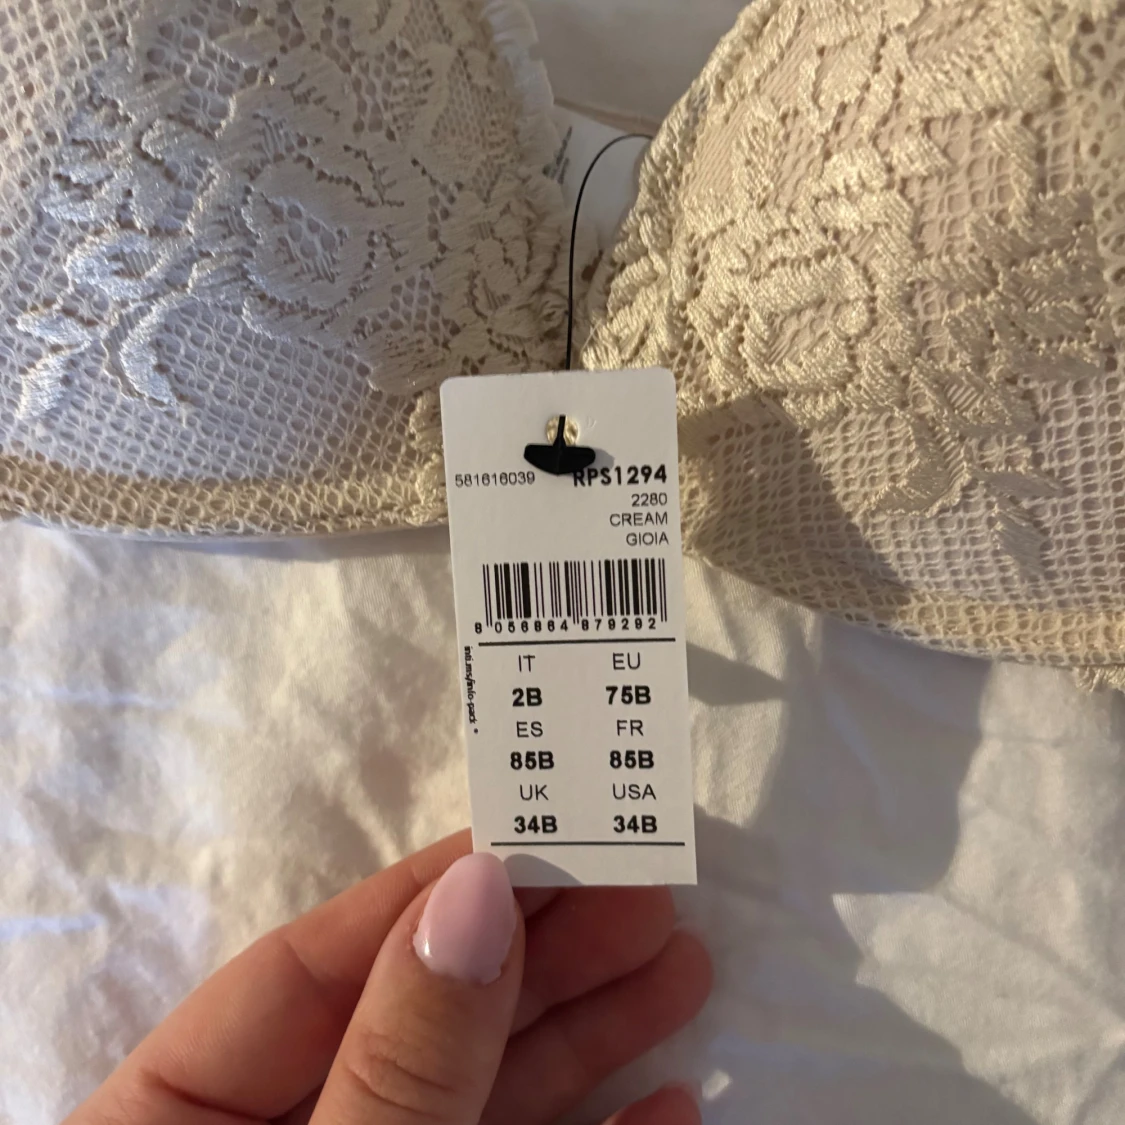 581616039 RPS1294
2280
CREAM
GIOIA
8 056864 879292
IT EU
2B 75B
ES FR
85B 85B
UK USA
34B 34B